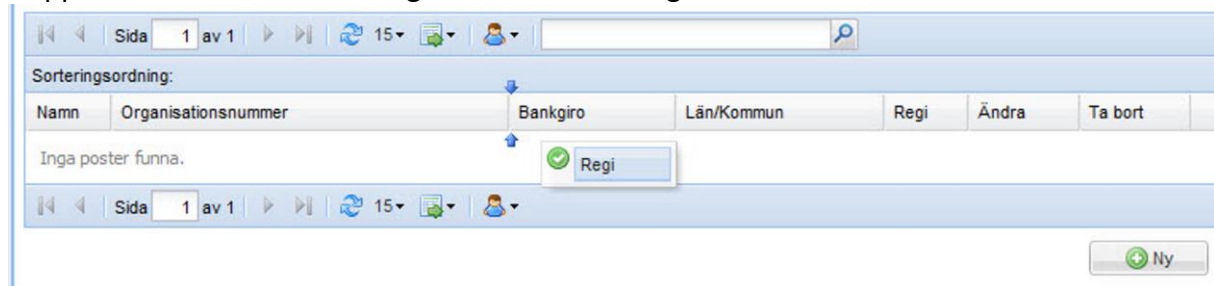 Sida 1 av 1 15
Sorteringsordning:
Namn Organisationsnummer Bankgiro Län/Kommun Regi Ändra Ta bort
Inga poster funna.
Regi
Sida 1 av 1 15
Ny